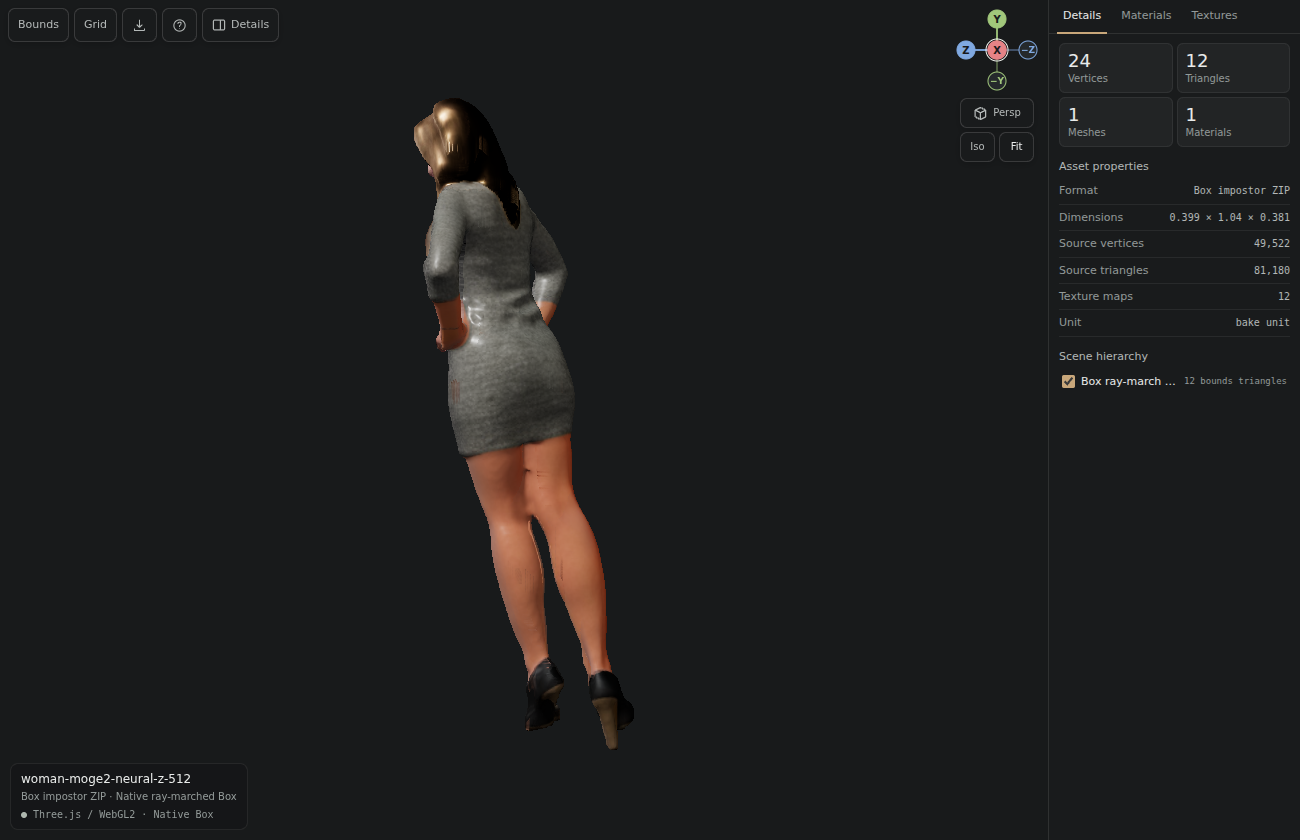 Bounds
Grid
Details
Y
Z
X
−Z
−Y
Persp
Iso
Fit
Details
Materials
Textures
24
Vertices
12
Triangles
1
Meshes
1
Materials
Asset properties
Format
Box impostor ZIP
Dimensions
0.399 × 1.04 × 0.381
Source vertices
49,522
Source triangles
81,180
Texture maps
12
Unit
bake unit
Scene hierarchy
Box ray-march ...
12 bounds triangles
woman-moge2-neural-z-512
Box impostor ZIP · Native ray-marched Box
Three.js / WebGL2 · Native Box